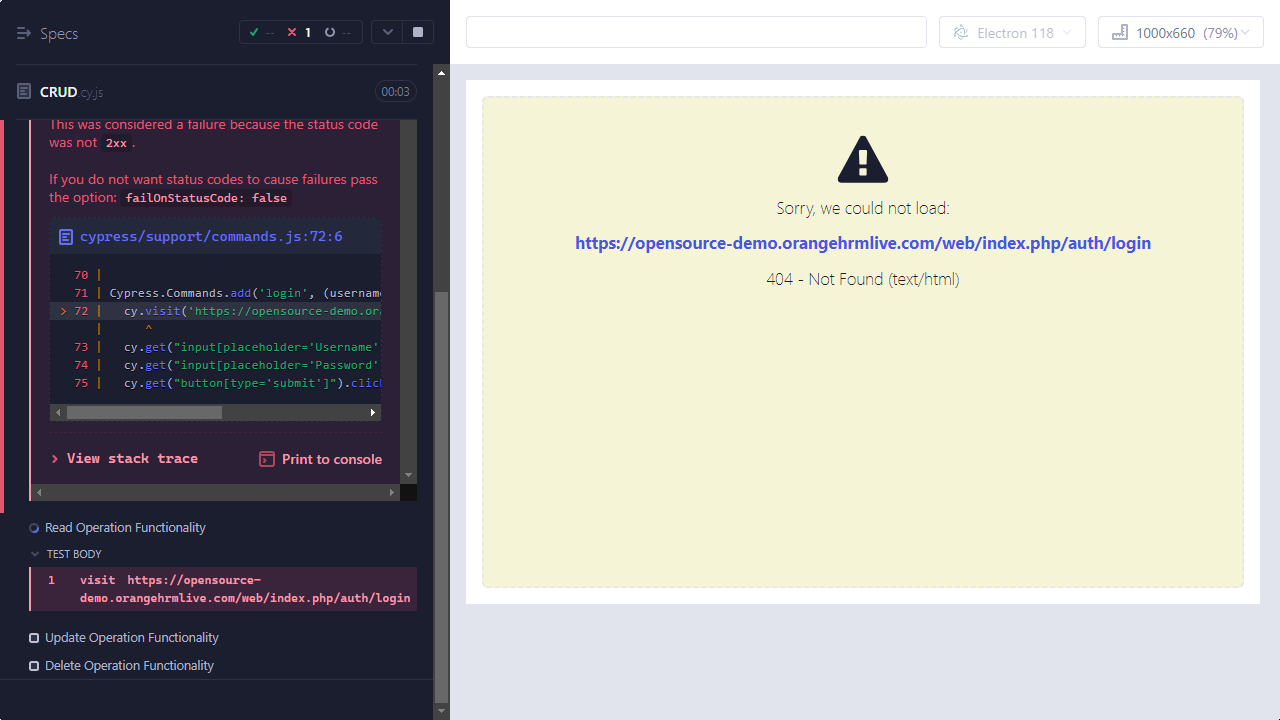 Specs
-- 1 --
CRUD cy.js
00:03
This was considered a failure because the status code
was not 2xx.
If you do not want status codes to cause failures pass
the option: failOnStatusCode: false
cypress/support/commands.js:72:6
70 |
71 | Cypress.Commands.add('login', (username
> 72 | cy.visit('https://opensource-demo.ora
| ^
73 | cy.get("input[placeholder='Username'
74 | cy.get("input[placeholder='Password'
75 | cy.get("button[type='submit']").click
> View stack trace
Print to console
Read Operation Functionality
TEST BODY
1 visit https://opensource-
demo.orangehrmlive.com/web/index.php/auth/login
Update Operation Functionality
Delete Operation Functionality
Electron 118
1000x660 (79%)
Sorry, we could not load:
https://opensource-demo.orangehrmlive.com/web/index.php/auth/login
404 - Not Found (text/html)